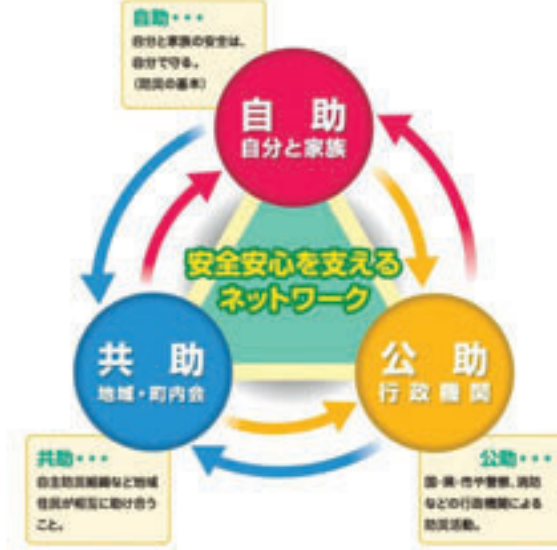 自助・・・
自分と家族の安全は、
自分で守る。
（防災の基本）
自 助
自分と家族
安全安心を支える
ネットワーク
共 助
地域・町内会
公 助
行政機関
共助・・・
自主防災組織など地域
住民が相互に助け合う
こと。
公助・・・
国・県・市や警察、消防
などの行政機関による
防災活動。